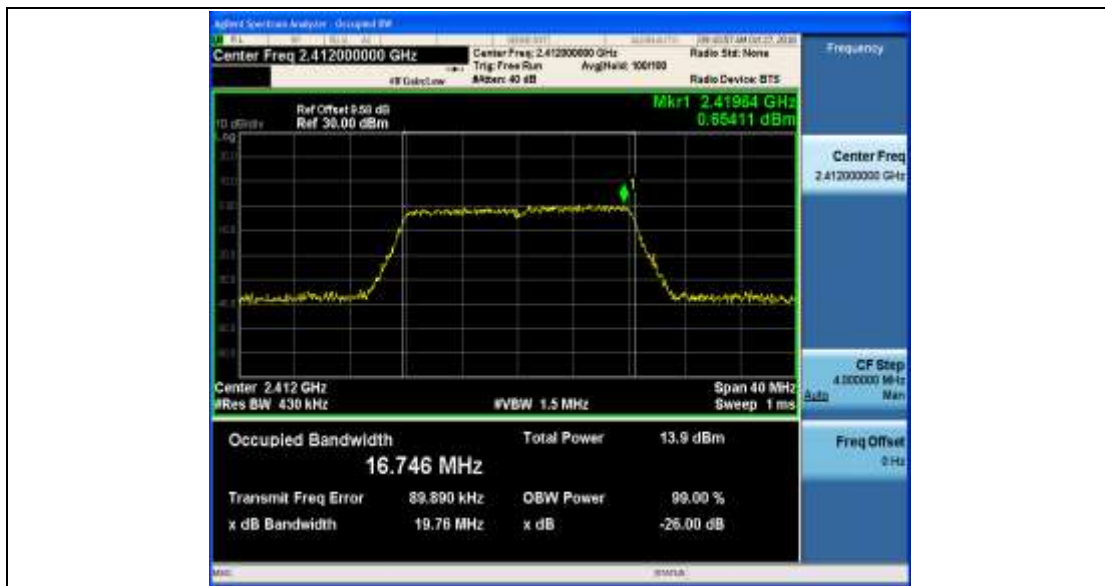 Agilent Spectrum Analyzer - Occupied BW
Center Freq 2.412000000 GHz
Center Freq: 2.412000000 GHz
Radio Std: None
Trig: Free Run
Avg|Hold: 100/100
#IFGain:Low
#Atten: 40 dB
Radio Device: BTS
Frequency
Ref Offset 9.58 dB
Ref 30.00 dBm
10 dB/div
Log
Mkr1 2.41964 GHz
0.65411 dBm
1
Center Freq
2.412000000 GHz
Center 2.412 GHz
Span 40 MHz
#Res BW 430 kHz
#VBW 1.5 MHz
Sweep 1 ms
CF Step
4.000000 MHz
Auto
Man
Occupied Bandwidth
Total Power
13.9 dBm
16.746 MHz
Freq Offset
0 Hz
Transmit Freq Error
89.890 kHz
OBW Power
99.00 %
x dB Bandwidth
19.76 MHz
x dB
-26.00 dB
MSG
STATUS